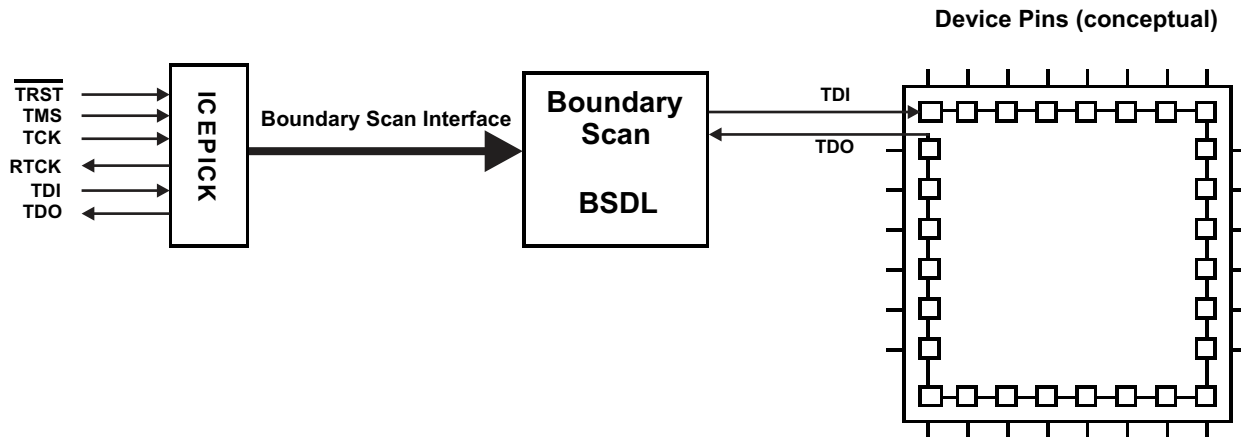 Device Pins (conceptual)
TRST
TMS
TCK
RTCK
TDI
TDO
ICEPICK
Boundary Scan Interface
Boundary
Scan
BSDL
TDI
TDO